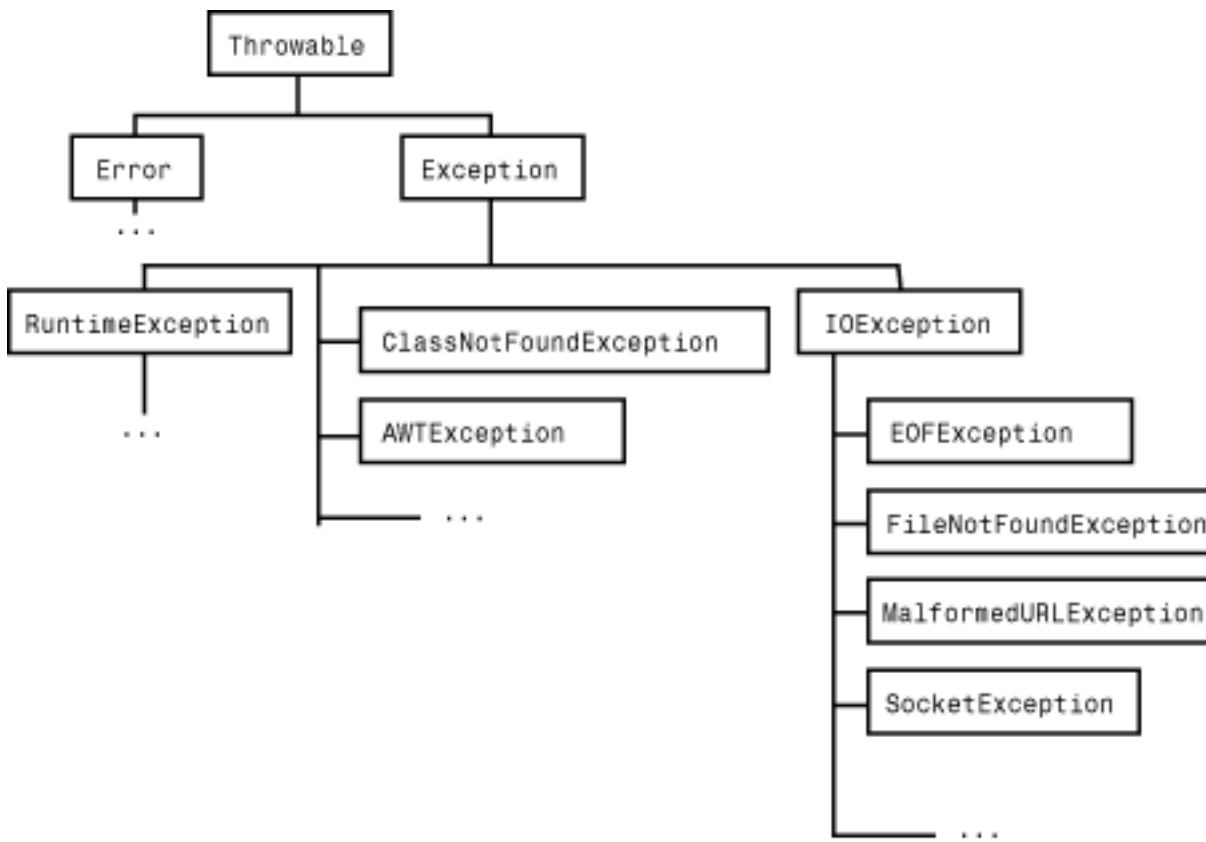 Throwable
Error
Exception
...
RuntimeException
ClassNotFoundException
IOException
AWTException
EOFException
...
...
FileNotFoundException
MalformedURLException
SocketException
...